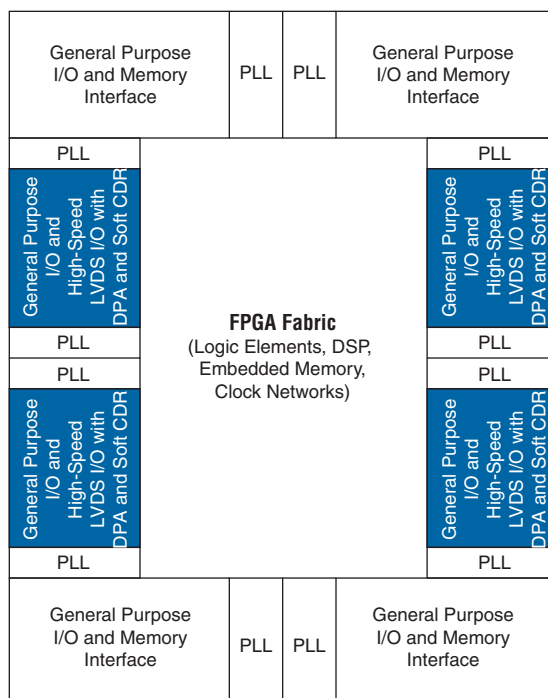 General Purpose
I/O and Memory
Interface
PLL
PLL
General Purpose
I/O and Memory
Interface
PLL
General Purpose
I/O and
High-Speed
LVDS I/O with
DPA and Soft CDR
PLL
PLL
General Purpose
I/O and
High-Speed
LVDS I/O with
DPA and Soft CDR
PLL
FPGA Fabric
(Logic Elements, DSP,
Embedded Memory,
Clock Networks)
PLL
General Purpose
I/O and
High-Speed
LVDS I/O with
DPA and Soft CDR
PLL
PLL
General Purpose
I/O and
High-Speed
LVDS I/O with
DPA and Soft CDR
PLL
General Purpose
I/O and Memory
Interface
PLL
PLL
General Purpose
I/O and Memory
Interface